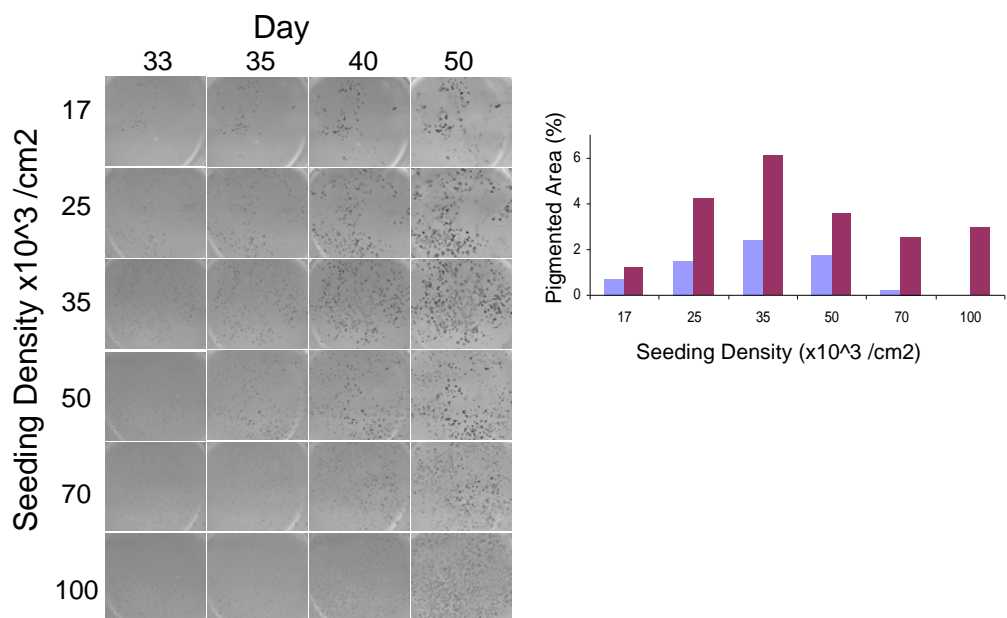 Day
33 35 40 50
Seeding Density x10^3 /cm2
17
25
35
50
70
100
Pigmented Area (%)
6
4
2
0
17 25 35 50 70 100
Seeding Density (x10^3 /cm2)